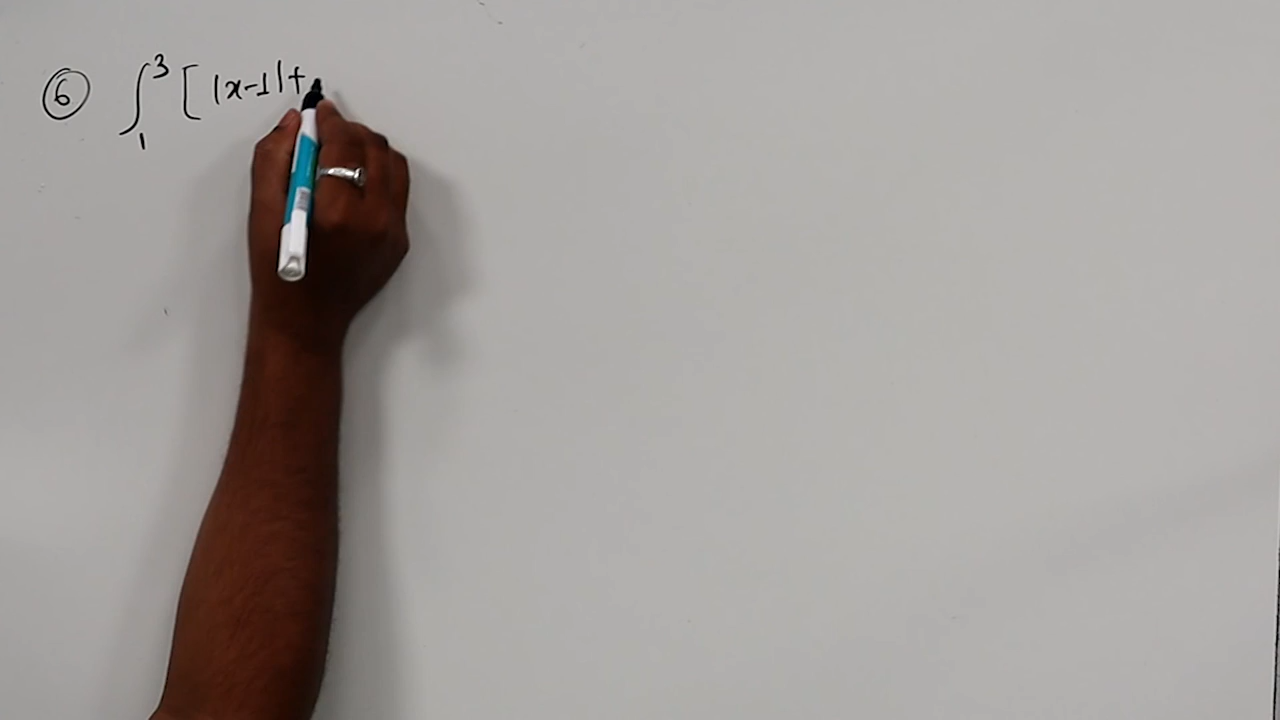 ⑥ ∫₁³ [ |x-1| +